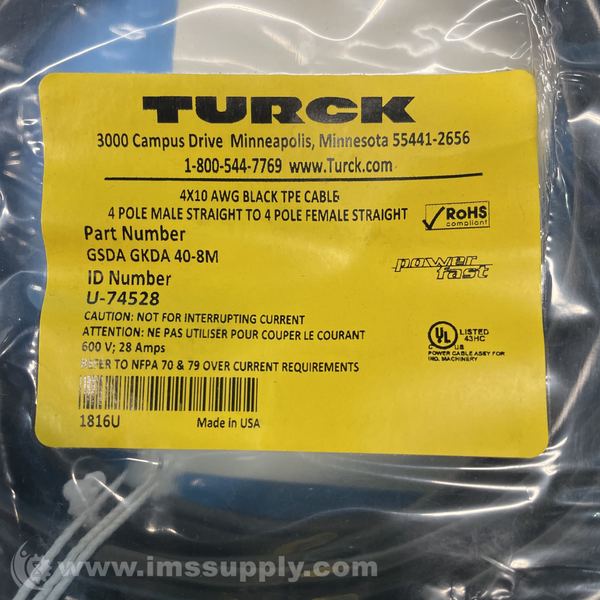 TURCK
3000 Campus Drive Minneapolis, Minnesota 55441-2656
1-800-544-7769 www.Turck.com
4X10 AWG BLACK TPE CABLE
4 POLE MALE STRAIGHT TO 4 POLE FEMALE STRAIGHT
RoHS
compliant
Part Number
GSDA GKDA 40-8M
power
fast
ID Number
U-74528
CAUTION: NOT FOR INTERRUPTING CURRENT
ATTENTION: NE PAS UTILISER POUR COUPER LE COURANT
600 V; 28 Amps
REFER TO NFPA 70 & 79 OVER CURRENT REQUIREMENTS
UL LISTED
43HC
C US
POWER CABLE ASSY FOR
IND. MACHINERY
1816U Made in USA
www.imssupply.com